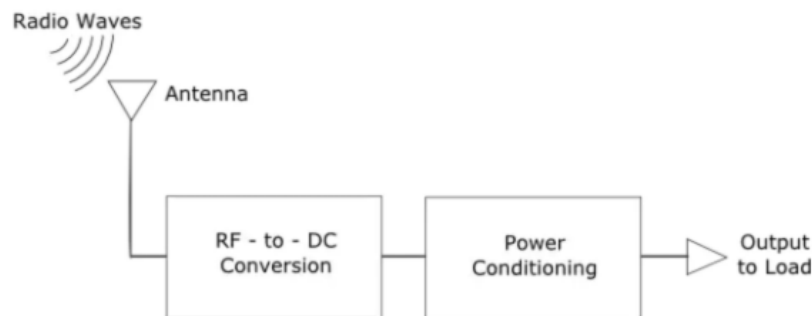 Radio Waves
Antenna
RF - to - DC
Conversion
Power
Conditioning
Output
to Load